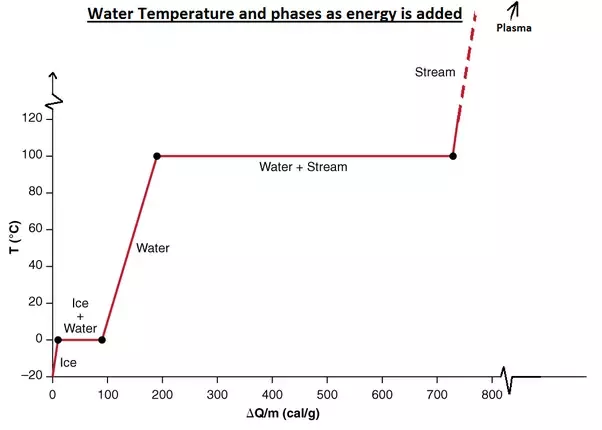 Water Temperature and phases as energy is added
Plasma
Stream
120
100
Water + Stream
80
60
Water
T (°C)
40
Ice
+
Water
20
0
Ice
–20
0
100
200
300
400
500
600
700
800
ΔQ/m (cal/g)